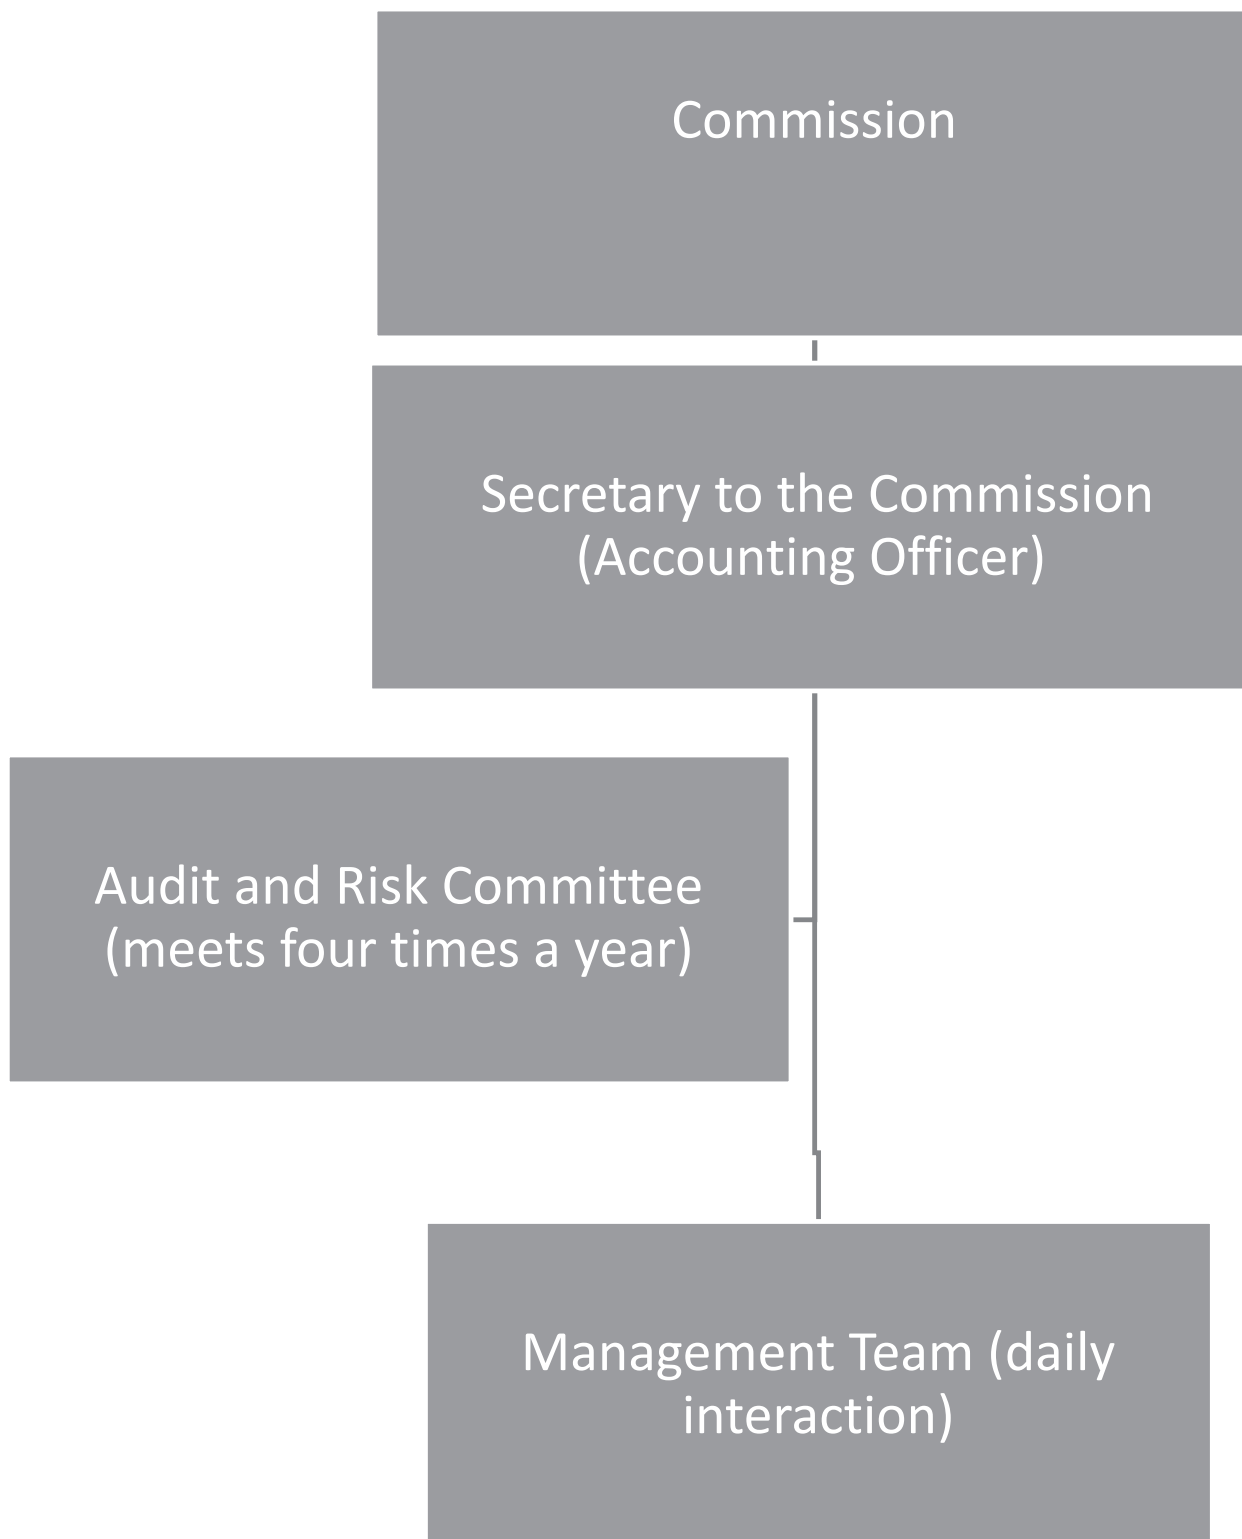 Commission
Secretary to the Commission
(Accounting Officer)
Audit and Risk Committee
(meets four times a year)
Management Team (daily
interaction)